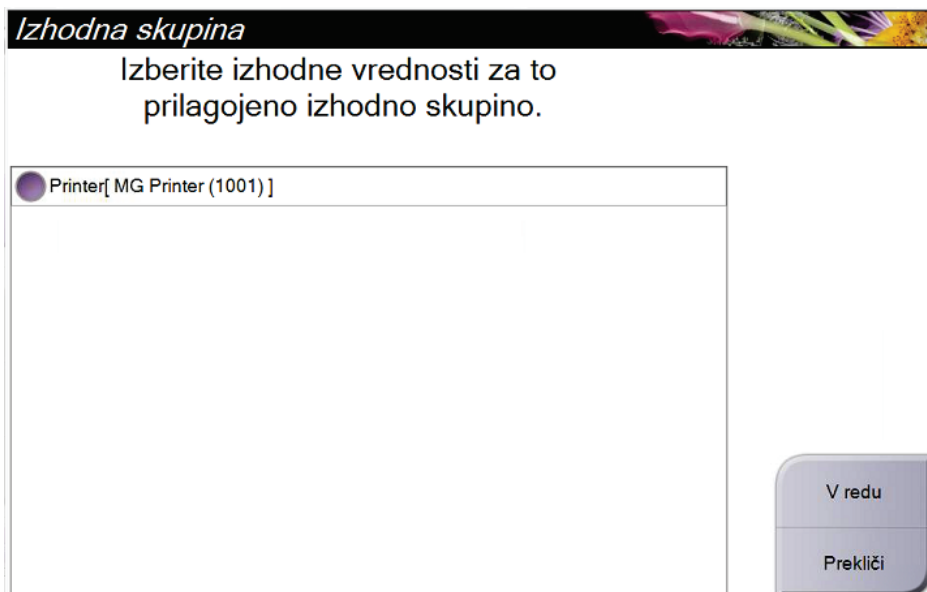 Izhodna skupina
Izberite izhodne vrednosti za to
prilagojeno izhodno skupino.
Printer[ MG Printer (1001) ]
V redu
Prekliči